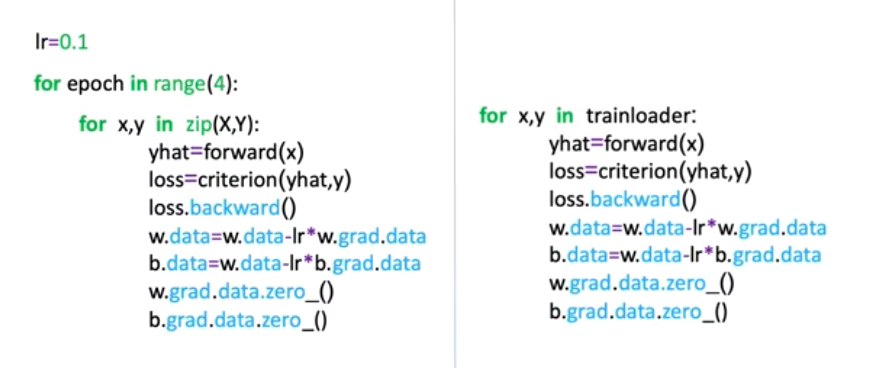 lr=0.1
for epoch in range(4):
for x,y in zip(X,Y):
yhat=forward(x)
loss=criterion(yhat,y)
loss.backward()
w.data=w.data-lr*w.grad.data
b.data=w.data-lr*b.grad.data
w.grad.data.zero_()
b.grad.data.zero_()
for x,y in trainloader:
yhat=forward(x)
loss=criterion(yhat,y)
loss.backward()
w.data=w.data-lr*w.grad.data
b.data=w.data-lr*b.grad.data
w.grad.data.zero_()
b.grad.data.zero_()